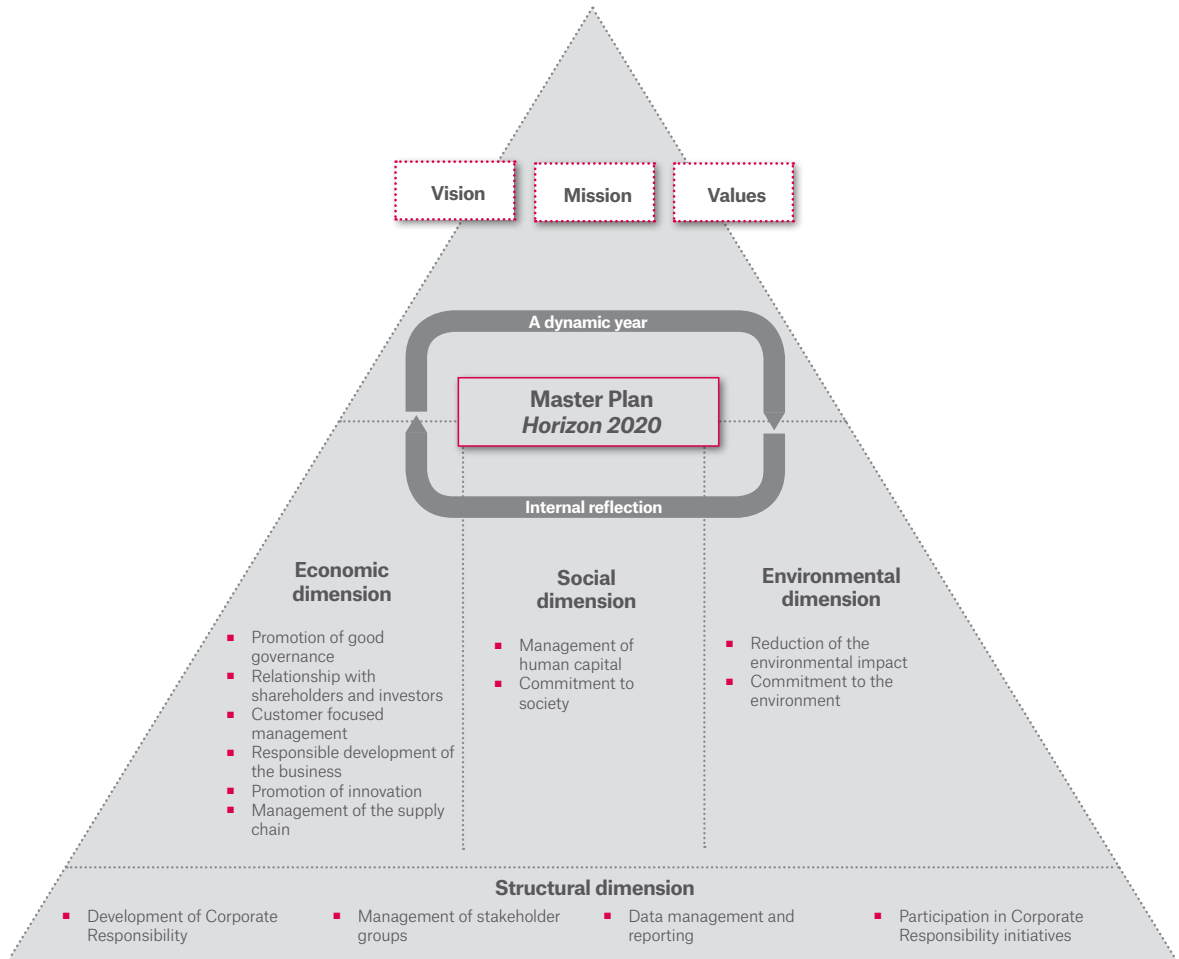 Vision
Mission
Values
A dynamic year
Master Plan
Horizon 2020
Internal reflection
Economic
dimension
Promotion of good
governance
Relationship with
shareholders and investors
Customer focused
management
Responsible development of
the business
Promotion of innovation
Management of the supply
chain
Social
dimension
Management of
human capital
Commitment to
society
Environmental
dimension
Reduction of the
environmental impact
Commitment to the
environment
Structural dimension
Development of Corporate
Responsibility
Management of stakeholder
groups
Data management and
reporting
Participation in Corporate
Responsibility initiatives